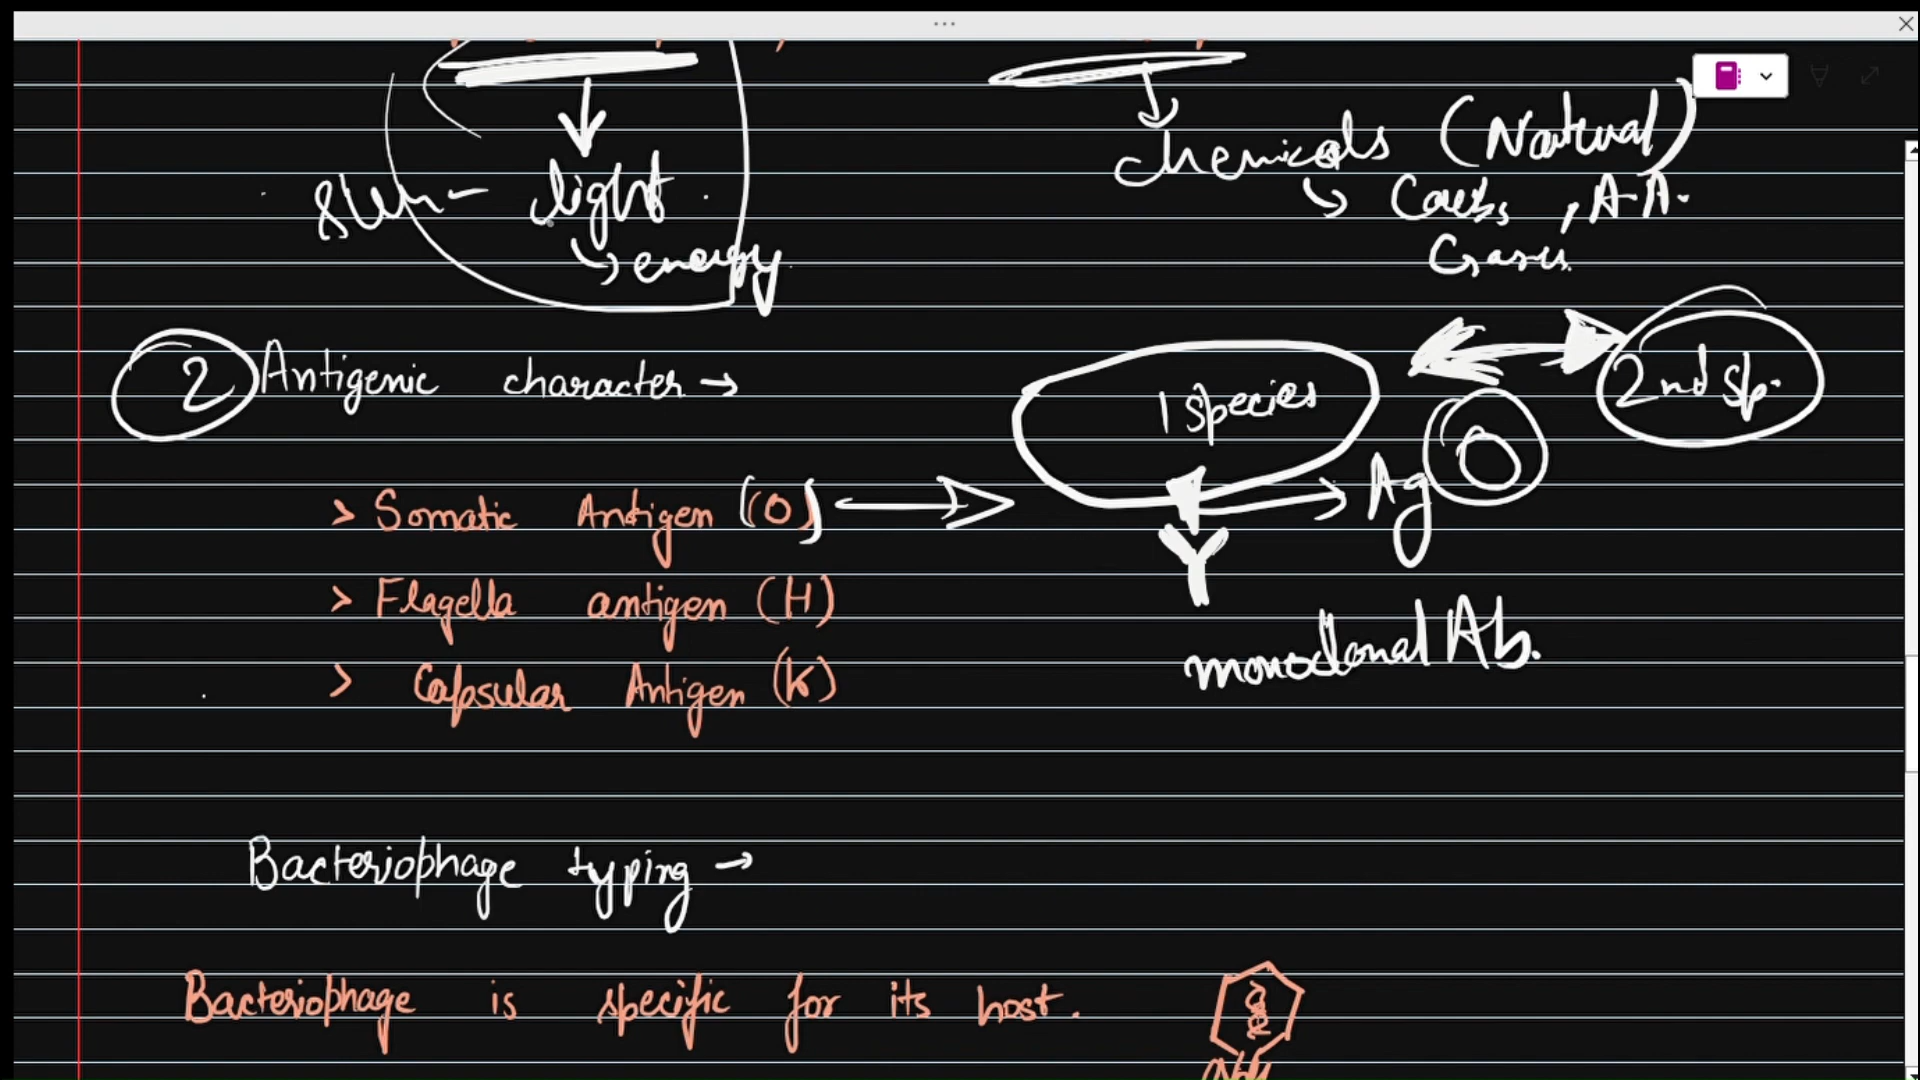 Chemicals (Natural)
Sun - light
Carbs, A.A.
energy
Gases.
2 Antigenic character →
1 Species
2nd Sp.
> Somatic Antigen (O)
Ag O
> Flagella antigen (H)
monoclonal Ab.
> Capsular Antigen (K)
Bacteriophage typing →
Bacteriophage is specific for its host.